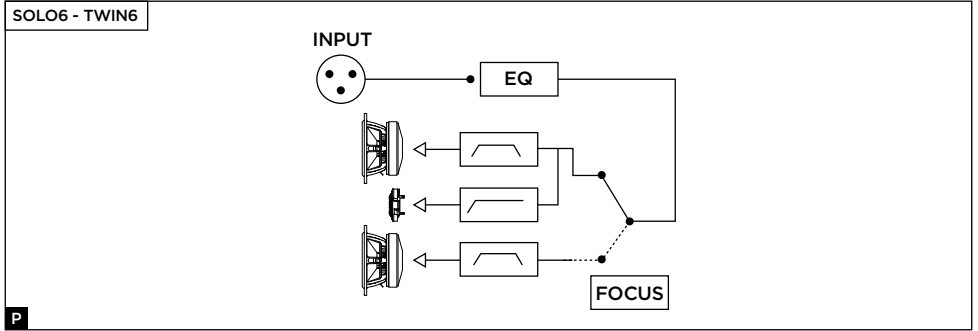 SOLO6 - TWIN6
INPUT
EQ
FOCUS
P